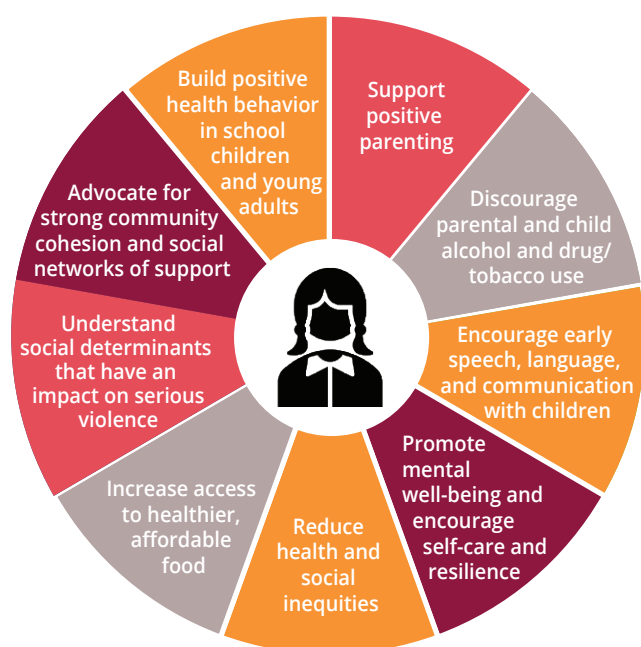 Support
positive
parenting
Discourage
parental and child
alcohol and drug/
tobacco use
Encourage early
speech, language,
and communication
with children
Promote
mental
well-being and
encourage
self-care and
resilience
Reduce
health and
social
inequities
Increase access
to healthier,
affordable
food
Understand
social determinants
that have an
impact on serious
violence
Advocate for
strong community
cohesion and social
networks of support
Build positive
health behavior
in school
children
and young
adults